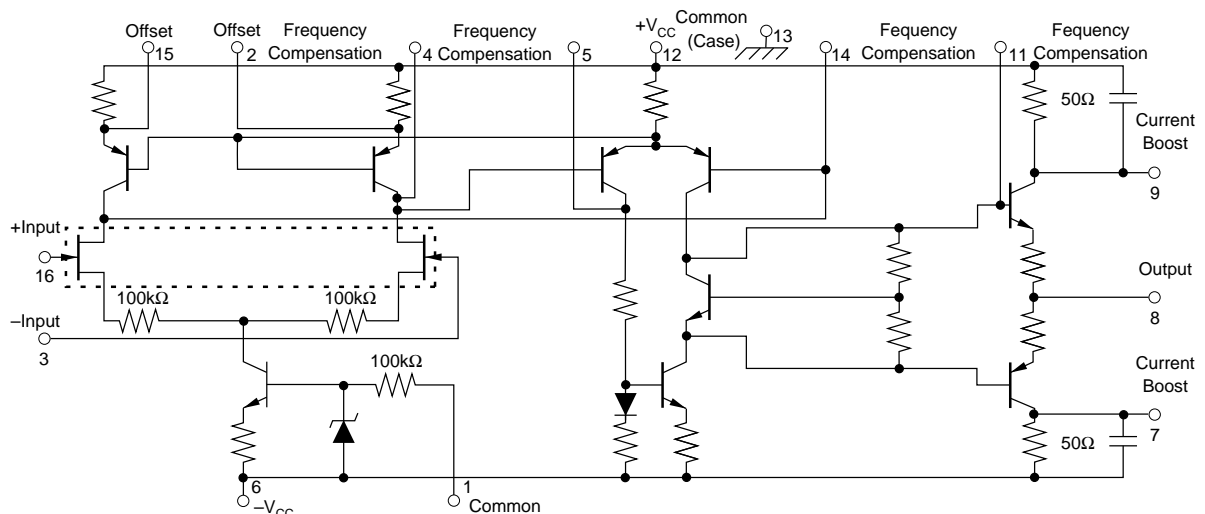 Offset
15
Offset
2
Frequency
Compensation
4
Frequency
Compensation
5
+VCC
12
Common
(Case)
13
14
Fequency
Compensation
11
Fequency
Compensation
50Ω
Current
Boost
9
+Input
16
100kΩ
100kΩ
Output
8
–Input
3
100kΩ
Current
Boost
7
50Ω
6
–VCC
1
Common